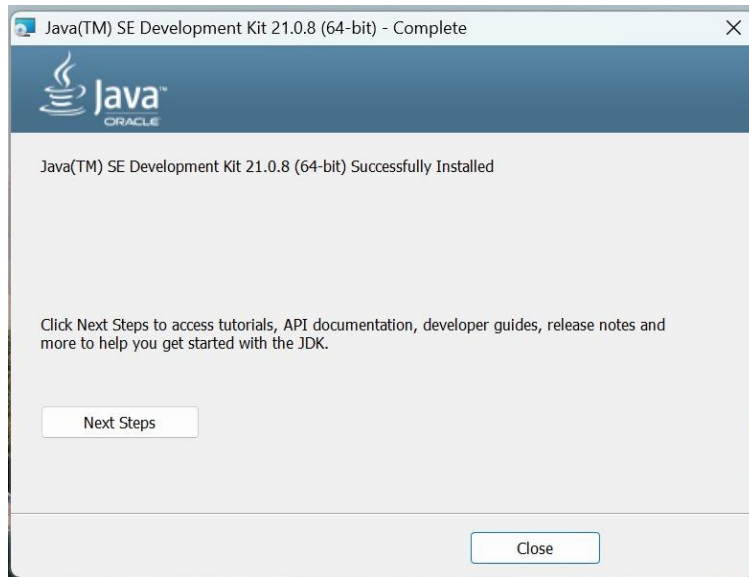 Java(TM) SE Development Kit 21.0.8 (64-bit) - Complete
Java™
ORACLE
Java(TM) SE Development Kit 21.0.8 (64-bit) Successfully Installed
Click Next Steps to access tutorials, API documentation, developer guides, release notes and
more to help you get started with the JDK.
Next Steps
Close